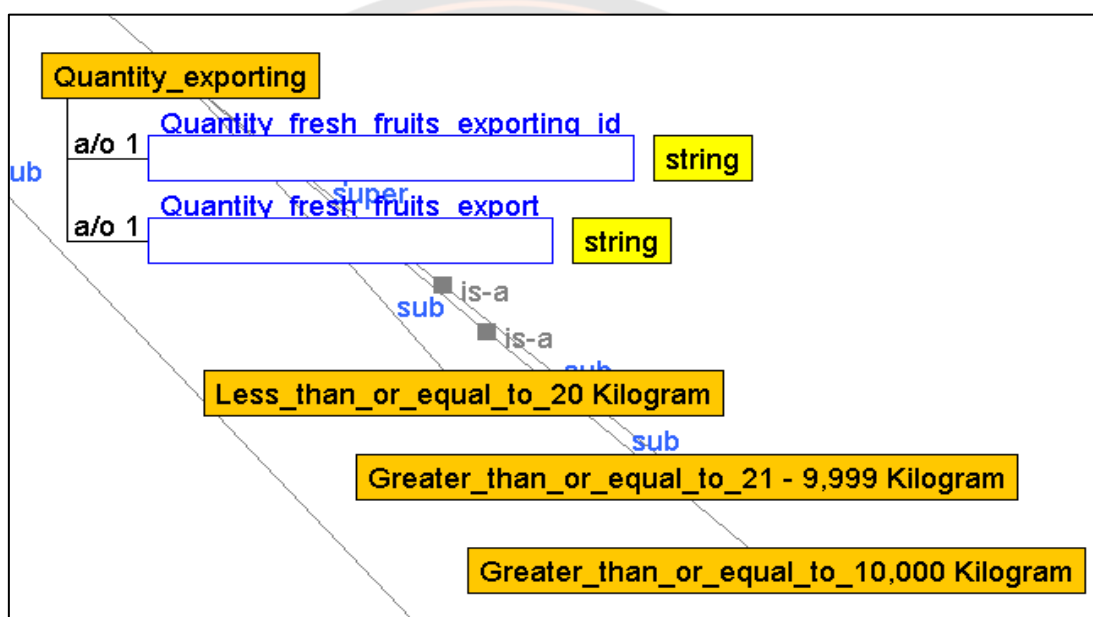 Quantity_exporting
Quantity_fresh_fruits_exporting_id
a/o 1
string
ub
super
Quantity_fresh_fruits_export
a/o 1
string
is-a
sub
is-a
sub
Less_than_or_equal_to_20 Kilogram
sub
Greater_than_or_equal_to_21 - 9,999 Kilogram
Greater_than_or_equal_to_10,000 Kilogram